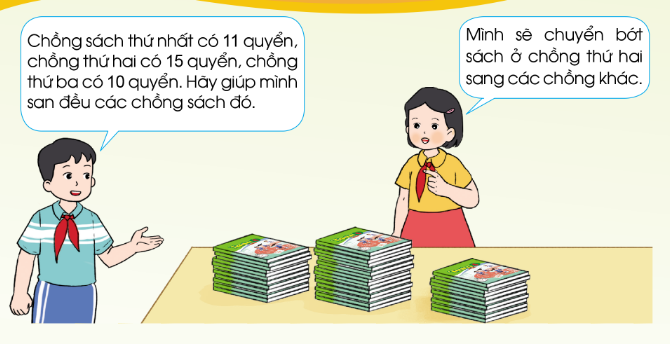 Chồng sách thứ nhất có 11 quyển,
chồng thứ hai có 15 quyển, chồng
thứ ba có 10 quyển. Hãy giúp mình
san đều các chồng sách đó.
Mình sẽ chuyển bớt
sách ở chồng thứ hai
sang các chồng khác.